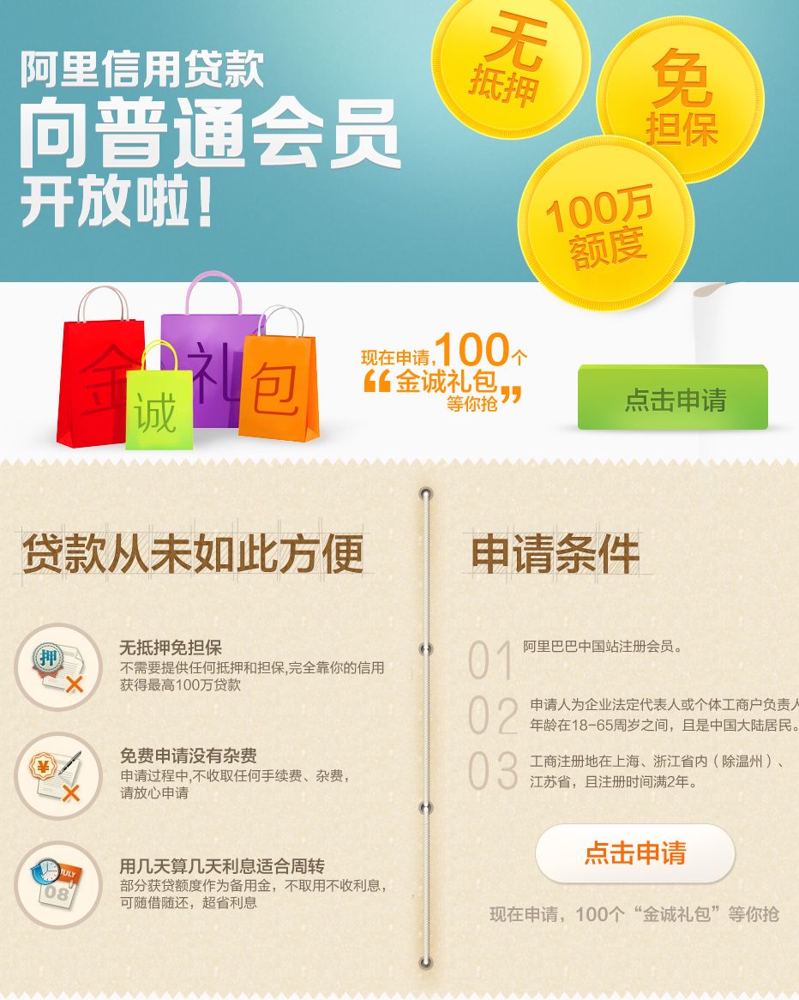 阿里信用贷款
向普通会员
开放啦!
无
抵押
免
担保
100万
额度
金
诚
礼
包
现在申请,100个
“金诚礼包
等你抢”
点击申请
贷款从未如此方便
押
无抵押免担保
不需要提供任何抵押和担保,完全靠你的信用
获得最高100万贷款
¥
免费申请没有杂费
申请过程中,不收取任何手续费、杂费,
请放心申请
JULY
08
用几天算几天利息适合周转
部分获贷额度作为备用金，不取用不收利息，
可随借随还，超省利息
申请条件
01 阿里巴巴中国站注册会员。
02 申请人为企业法定代表人或个体工商户负责人
年龄在18-65周岁之间，且是中国大陆居民。
03 工商注册地在上海、浙江省内（除温州）、
江苏省，且注册时间满2年。
点击申请
现在申请，100个“金诚礼包”等你抢